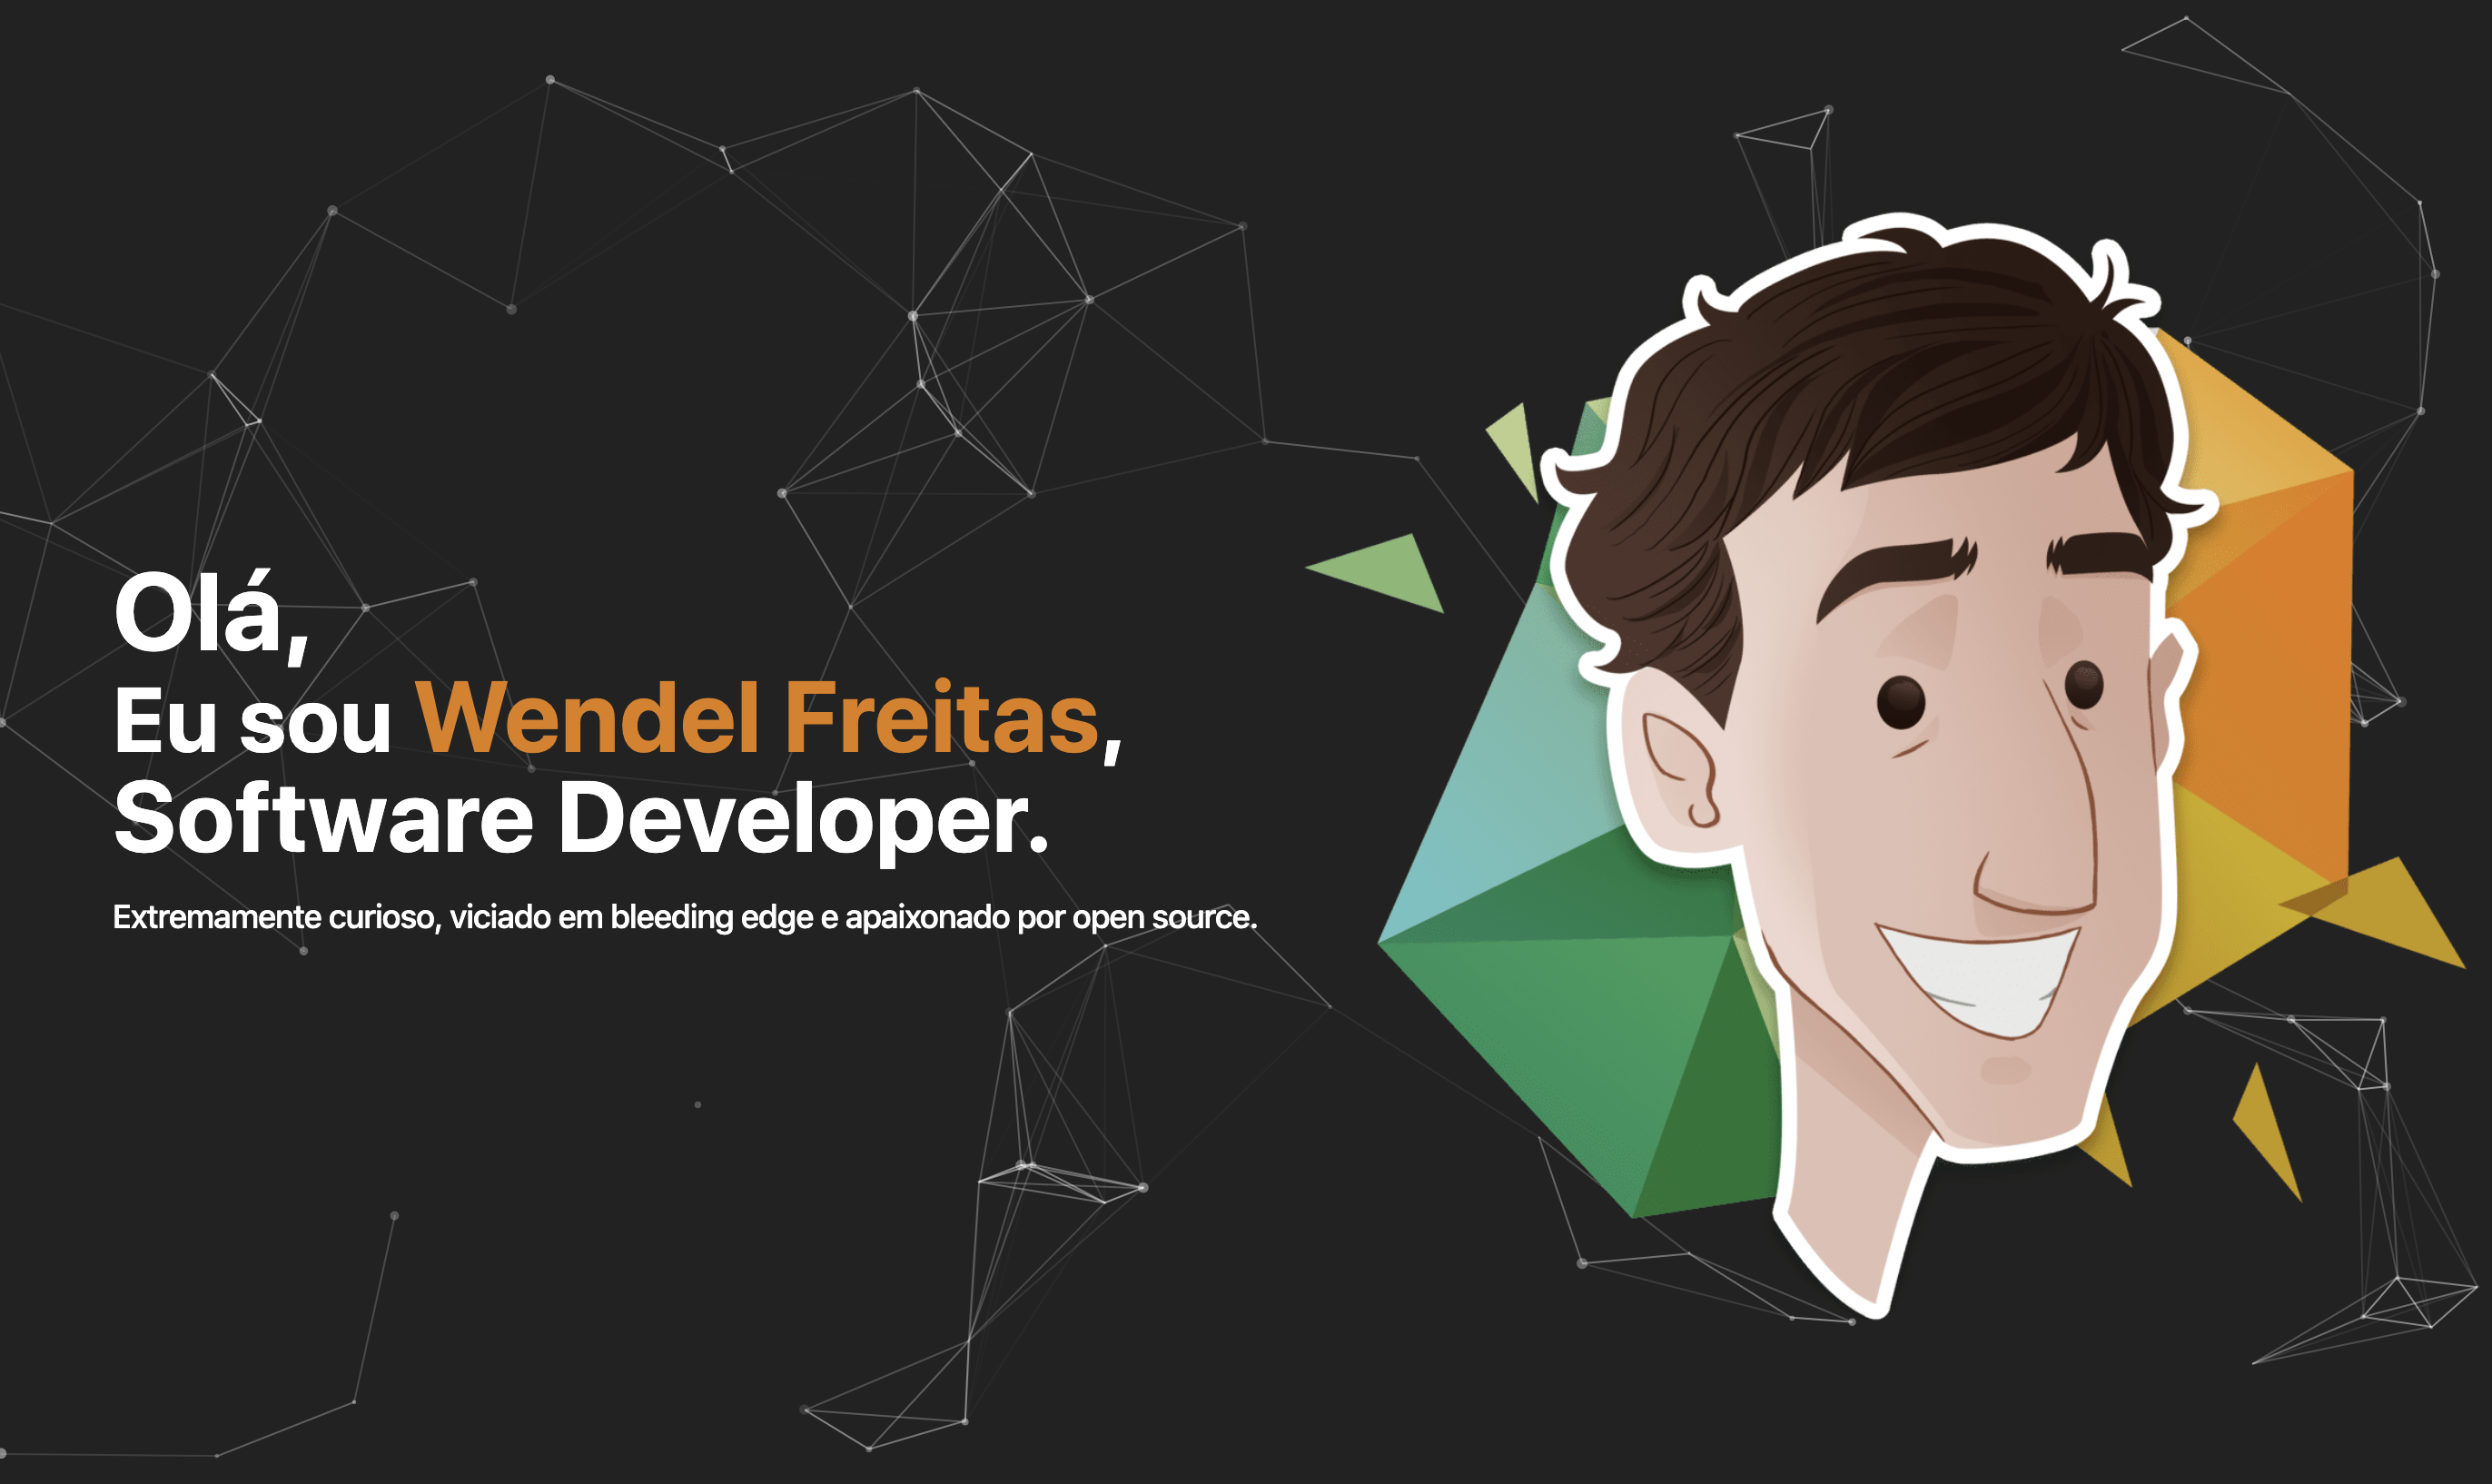 Olá,
Eu sou Wendel Freitas,
Software Developer.
Extremamente curioso, viciado em bleeding edge e apaixonado por open source.